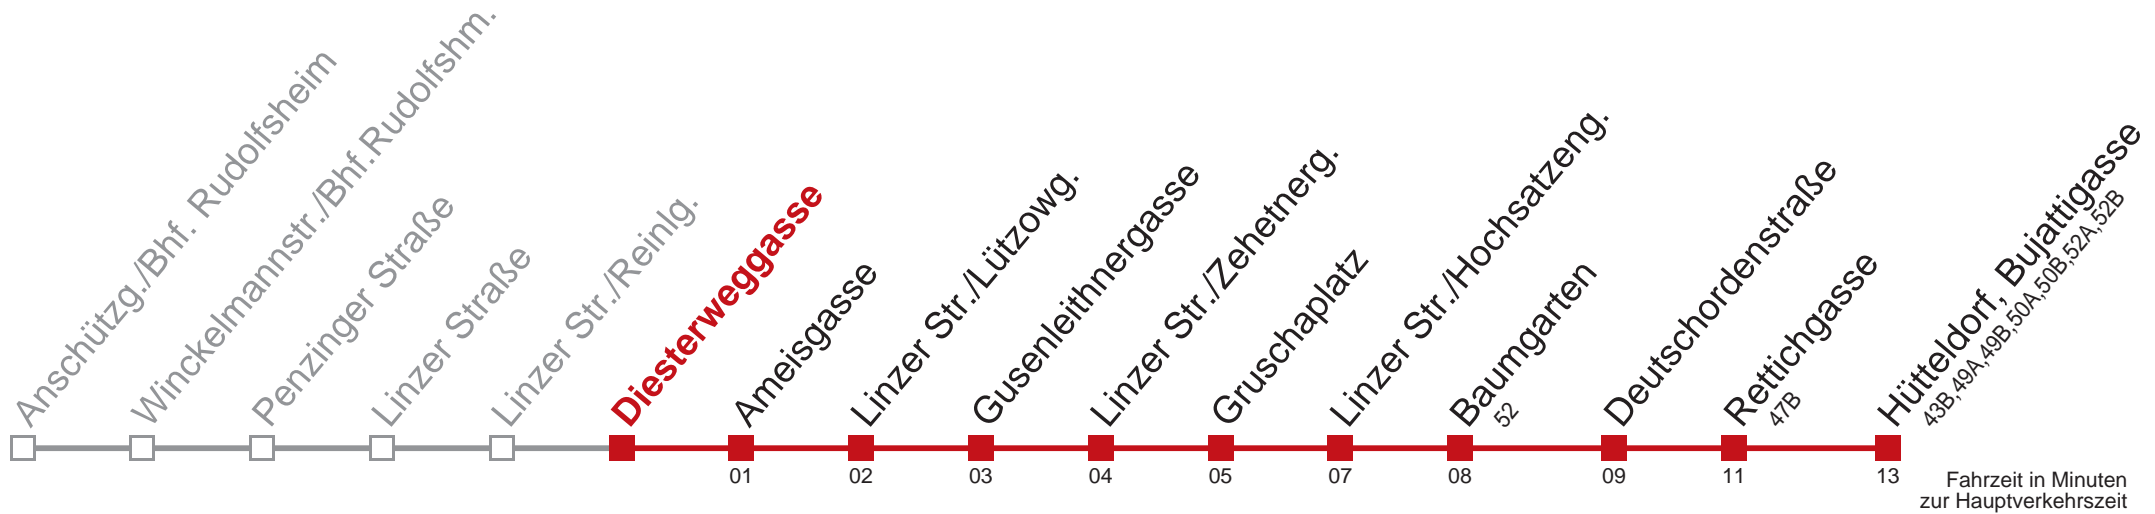 Anschützg./Bhf. Rudolfsheim
Winckelmannstr./Bhf.Rudolfshm.
Penzinger Straße
Linzer Straße
Linzer Str./Reinlg.
Diesterweggasse
Ameisgasse
Linzer Str./Lützowg.
Gusenleithnergasse
Linzer Str./Zehetnerg.
Gruschaplatz
Linzer Str./Hochsatzeng.
Baumgarten
52
Deutschordenstraße
Rettichgasse
47B
Hütteldorf, Bujattigasse
43B,49A,49B,50A,50B,52A,52B
01 02 03 04 05 07 08 09 11 13
Fahrzeit in Minuten
zur Hauptverkehrszeit